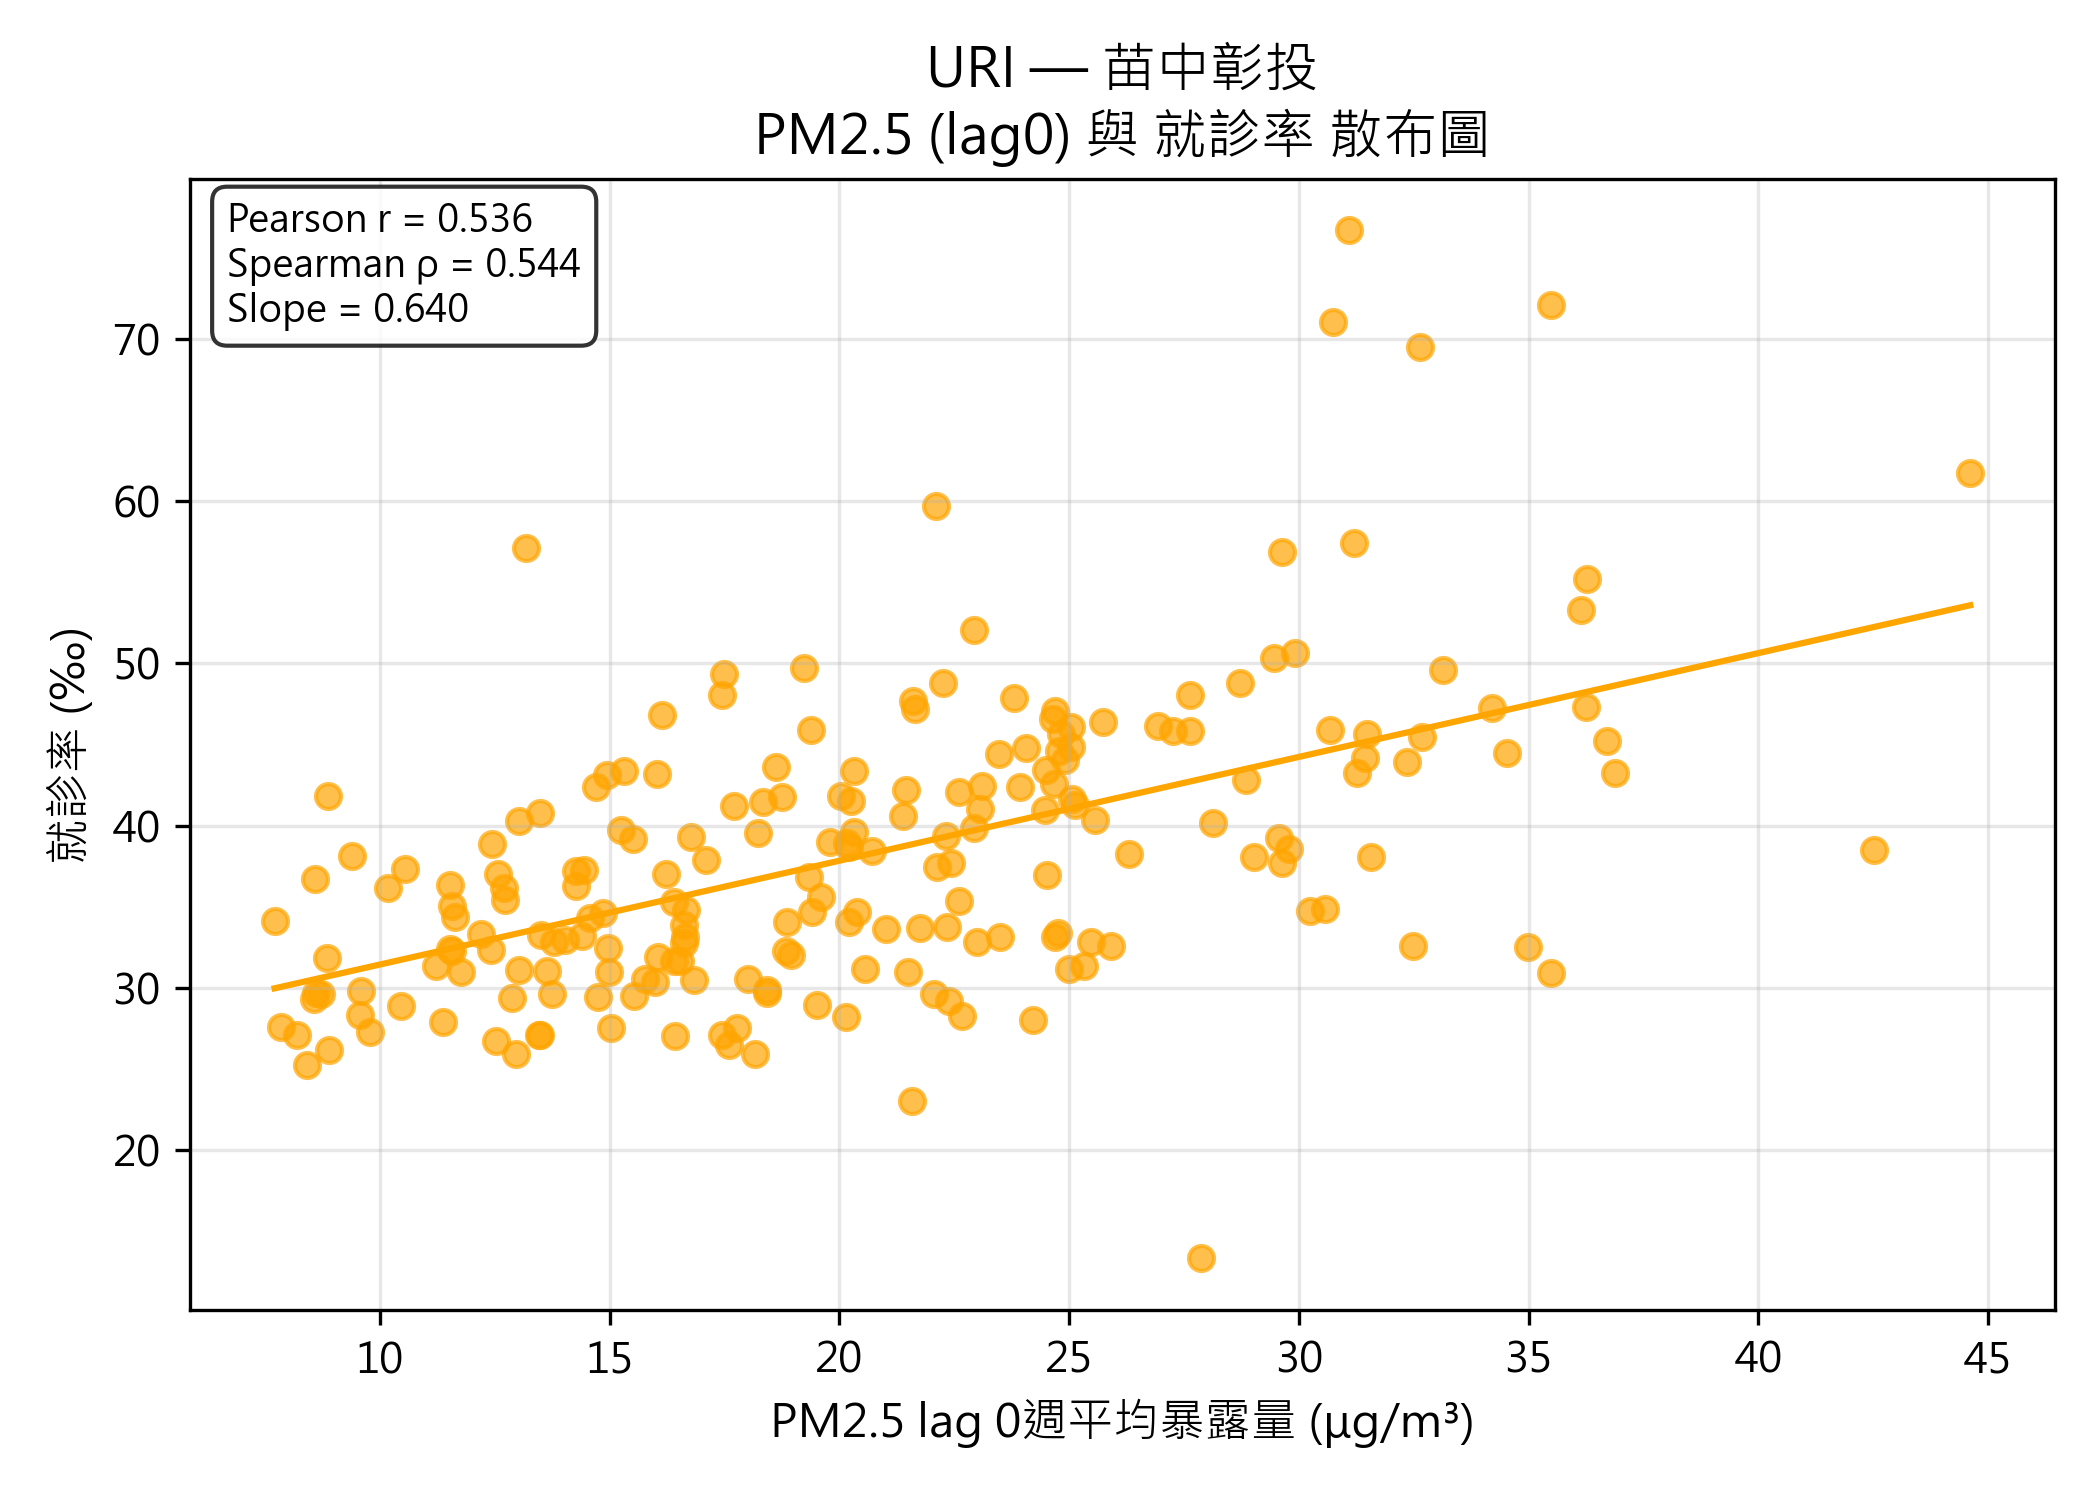 URI — 苗中彰投
PM2.5 (lag0) 與 就診率 散布圖
Pearson r = 0.536
Spearman ρ = 0.544
Slope = 0.640
就診率 (‰)
70
60
50
40
30
20
10
15
20
25
30
35
40
45
PM2.5 lag 0週平均暴露量 (μg/m³)